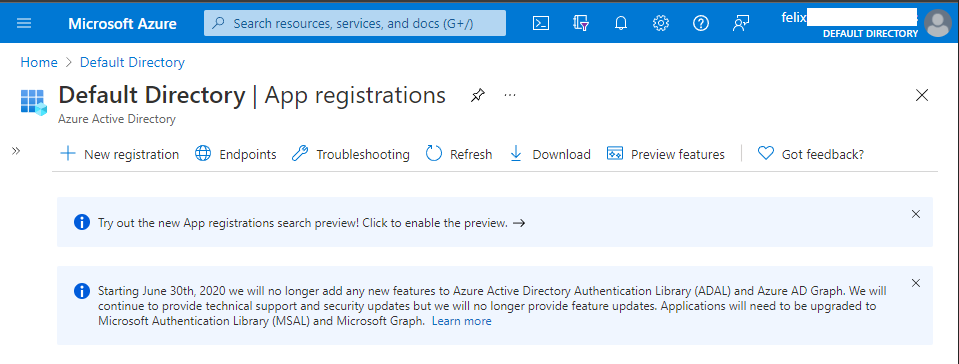 Microsoft Azure
Search resources, services, and docs (G+/)
felix
DEFAULT DIRECTORY
Home > Default Directory
Default Directory | App registrations
Azure Active Directory
New registration Endpoints Troubleshooting Refresh Download Preview features Got feedback?
Try out the new App registrations search preview! Click to enable the preview. →
Starting June 30th, 2020 we will no longer add any new features to Azure Active Directory Authentication Library (ADAL) and Azure AD Graph. We will
continue to provide technical support and security updates but we will no longer provide feature updates. Applications will need to be upgraded to
Microsoft Authentication Library (MSAL) and Microsoft Graph. Learn more